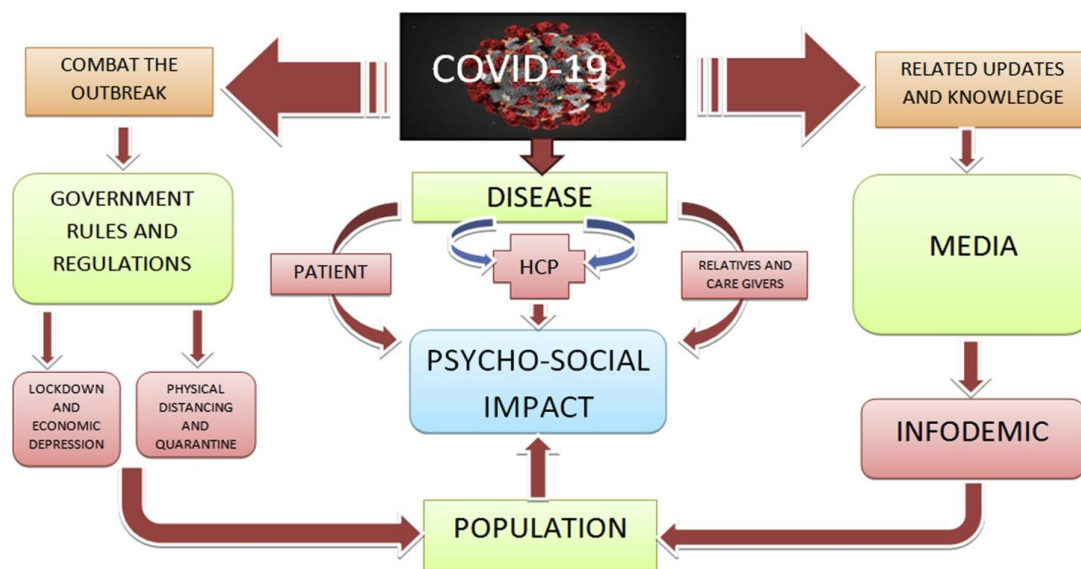 COVID-19
COMBAT THE
OUTBREAK
RELATED UPDATES
AND KNOWLEDGE
GOVERNMENT
RULES AND
REGULATIONS
DISEASE
MEDIA
PATIENT
HCP
RELATIVES AND
CARE GIVERS
PSYCHO-SOCIAL
IMPACT
LOCKDOWN
AND
ECONOMIC
DEPRESSION
PHYSICAL
DISTANCING
AND
QUARANTINE
INFODEMIC
POPULATION